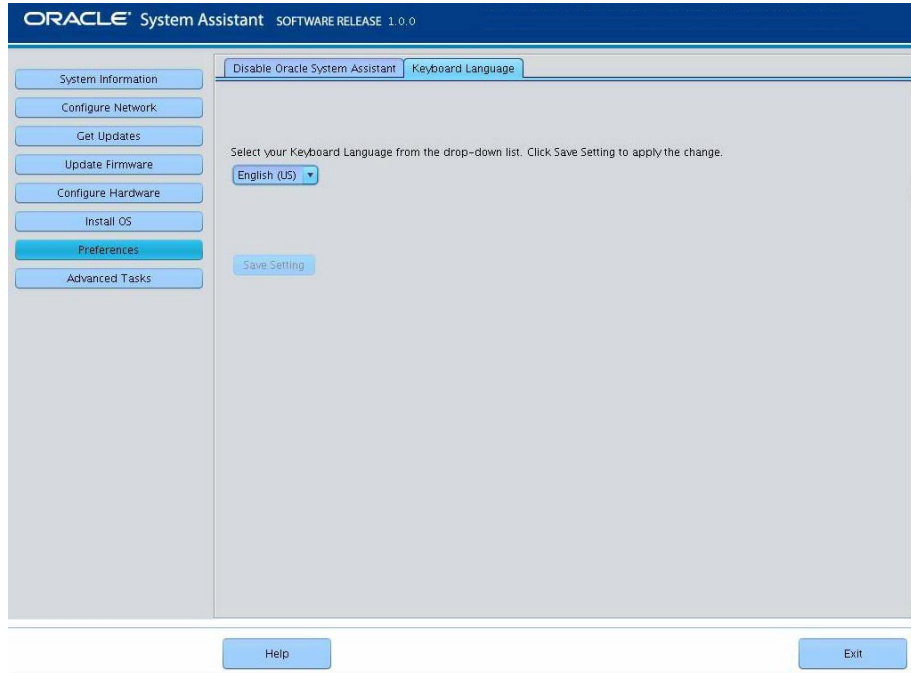 ORACLE System Assistant SOFTWARE RELEASE 1.0.0
Disable Oracle System Assistant Keyboard Language
System Information
Configure Network
Get Updates
Update Firmware
Configure Hardware
Install OS
Preferences
Advanced Tasks
Select your Keyboard Language from the drop-down list. Click Save Setting to apply the change.
English (US)
Save Setting
Help
Exit